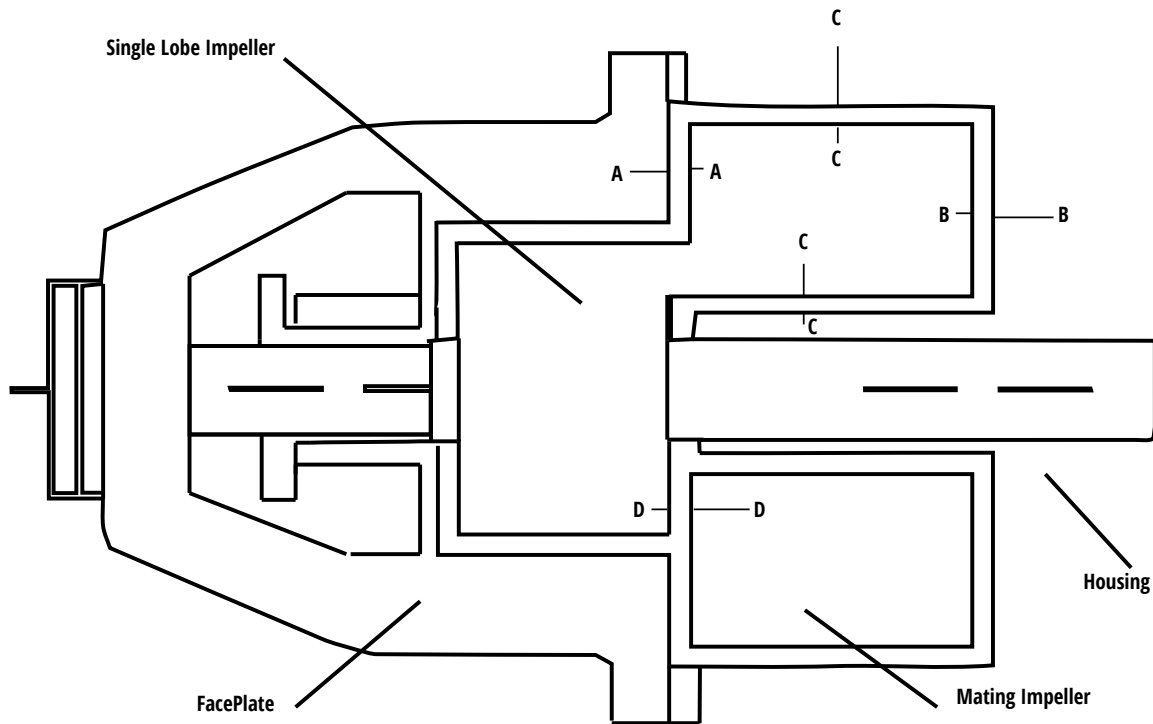 C
Single Lobe Impeller
C
A
A
B
B
C
C
D
D
Housing
FacePlate
Mating Impeller